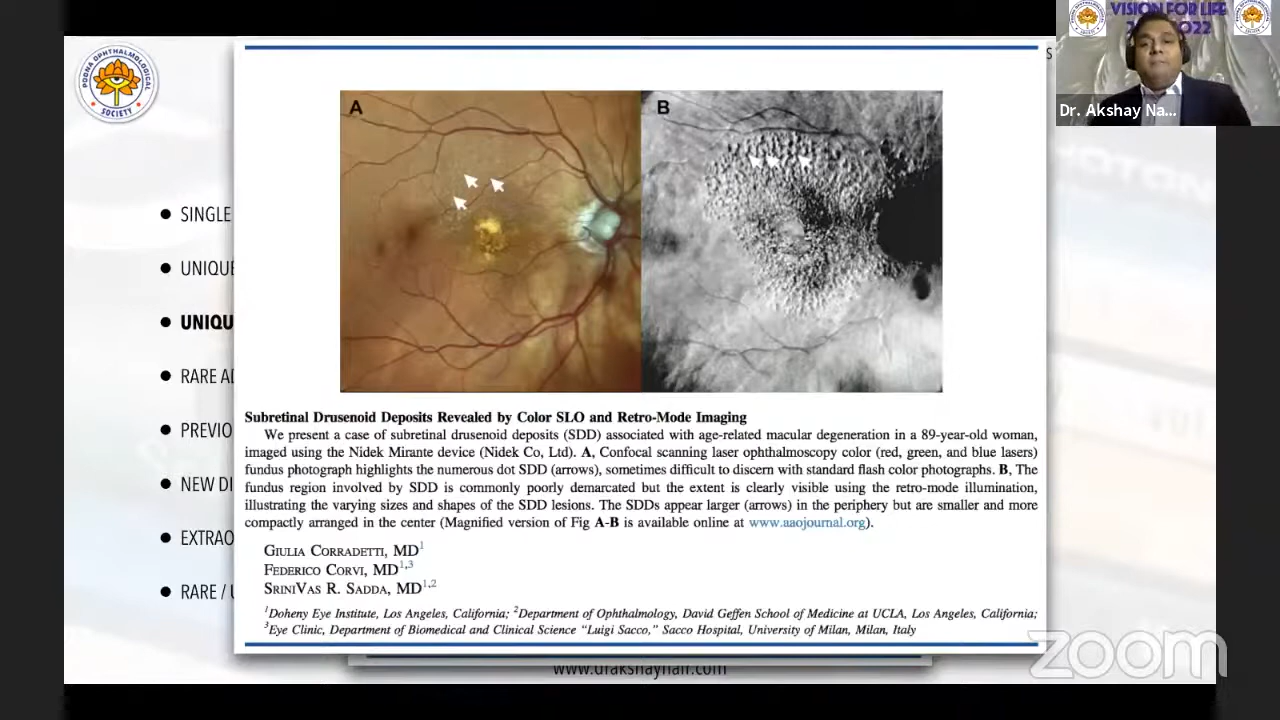 POONA OPHTHALMOLOGICAL
SOCIETY
VISION FOR LIFE
Dr. Akshay Na...
SINGLE
UNIQUE
UNIQU
RARE AD
PREVIO
NEW DI
EXTRAO
RARE / U
A
B
Subretinal Drusenoid Deposits Revealed by Color SLO and Retro-Mode Imaging
We present a case of subretinal drusenoid deposits (SDD) associated with age-related macular degeneration in a 89-year-old woman,
imaged using the Nidek Mirante device (Nidek Co, Ltd). A, Confocal scanning laser ophthalmoscopy color (red, green, and blue lasers)
fundus photograph highlights the numerous dot SDD (arrows), sometimes difficult to discern with standard flash color photographs. B, The
fundus region involved by SDD is commonly poorly demarcated but the extent is clearly visible using the retro-mode illumination,
illustrating the varying sizes and shapes of the SDD lesions. The SDDs appear larger (arrows) in the periphery but are smaller and more
compactly arranged in the center (Magnified version of Fig A-B is available online at www.aaojournal.org).
GIULIA CORRADETTI, MD1
FEDERICO CORVI, MD1,3
SRINIVAS R. SADDA, MD1,2
1Doheny Eye Institute, Los Angeles, California; 2Department of Ophthalmology, David Geffen School of Medicine at UCLA, Los Angeles, California;
3Eye Clinic, Department of Biomedical and Clinical Science “Luigi Sacco,” Sacco Hospital, University of Milan, Milan, Italy
www.drakshaynair.com
zoom